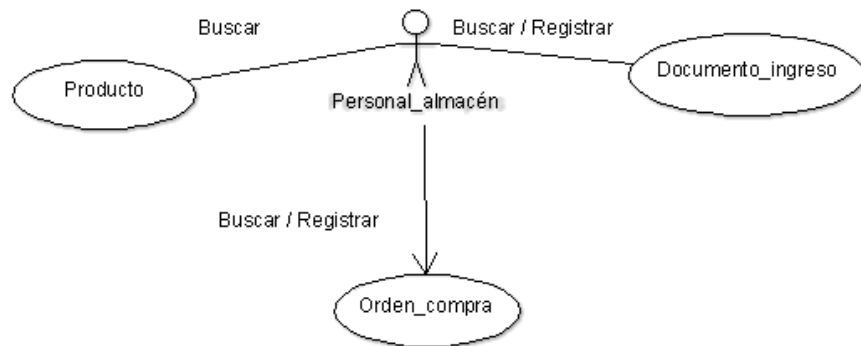 Buscar
Buscar / Registrar
Producto
Documento_ingreso
Personal_almacén
Buscar / Registrar
Orden_compra